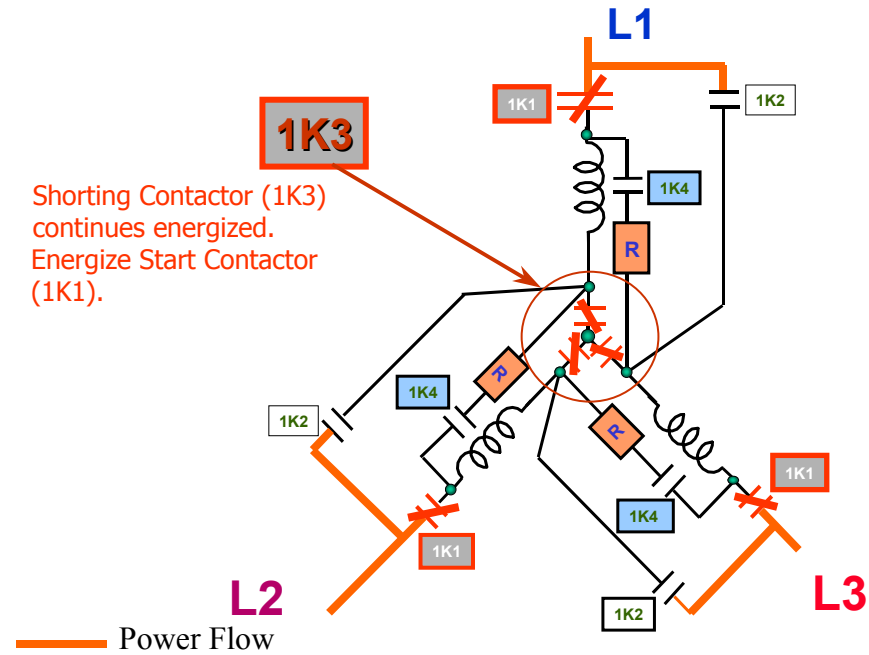 L1
1K1
1K2
1K3
1K4
Shorting Contactor (1K3)
continues energized.
Energize Start Contactor
(1K1).
R
R
1K4
1K2
R
1K1
1K4
1K1
L2
L3
1K2
Power Flow